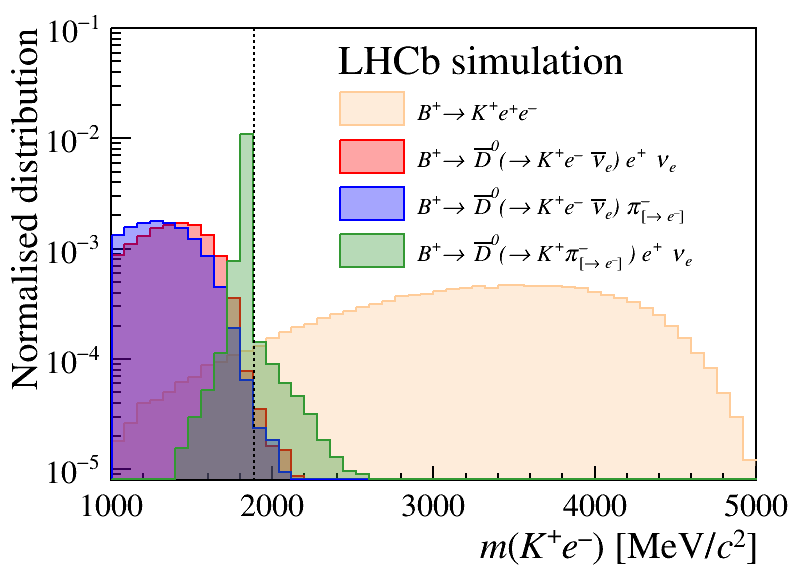 10⁻¹
LHCb simulation
B⁺→ K⁺e⁺e⁻
10⁻²
B⁺→ D̅⁰(→ K⁺e⁻ ν̅ₑ) e⁺ νₑ
B⁺→ D̅⁰(→ K⁺e⁻ ν̅ₑ) π⁻[→ e⁻]
10⁻³
B⁺→ D̅⁰(→ K⁺π⁻[→ e⁻] ) e⁺ νₑ
10⁻⁴
10⁻⁵
Normalised distribution
1000 2000 3000 4000 5000
m(K⁺e⁻) [MeV/c²]